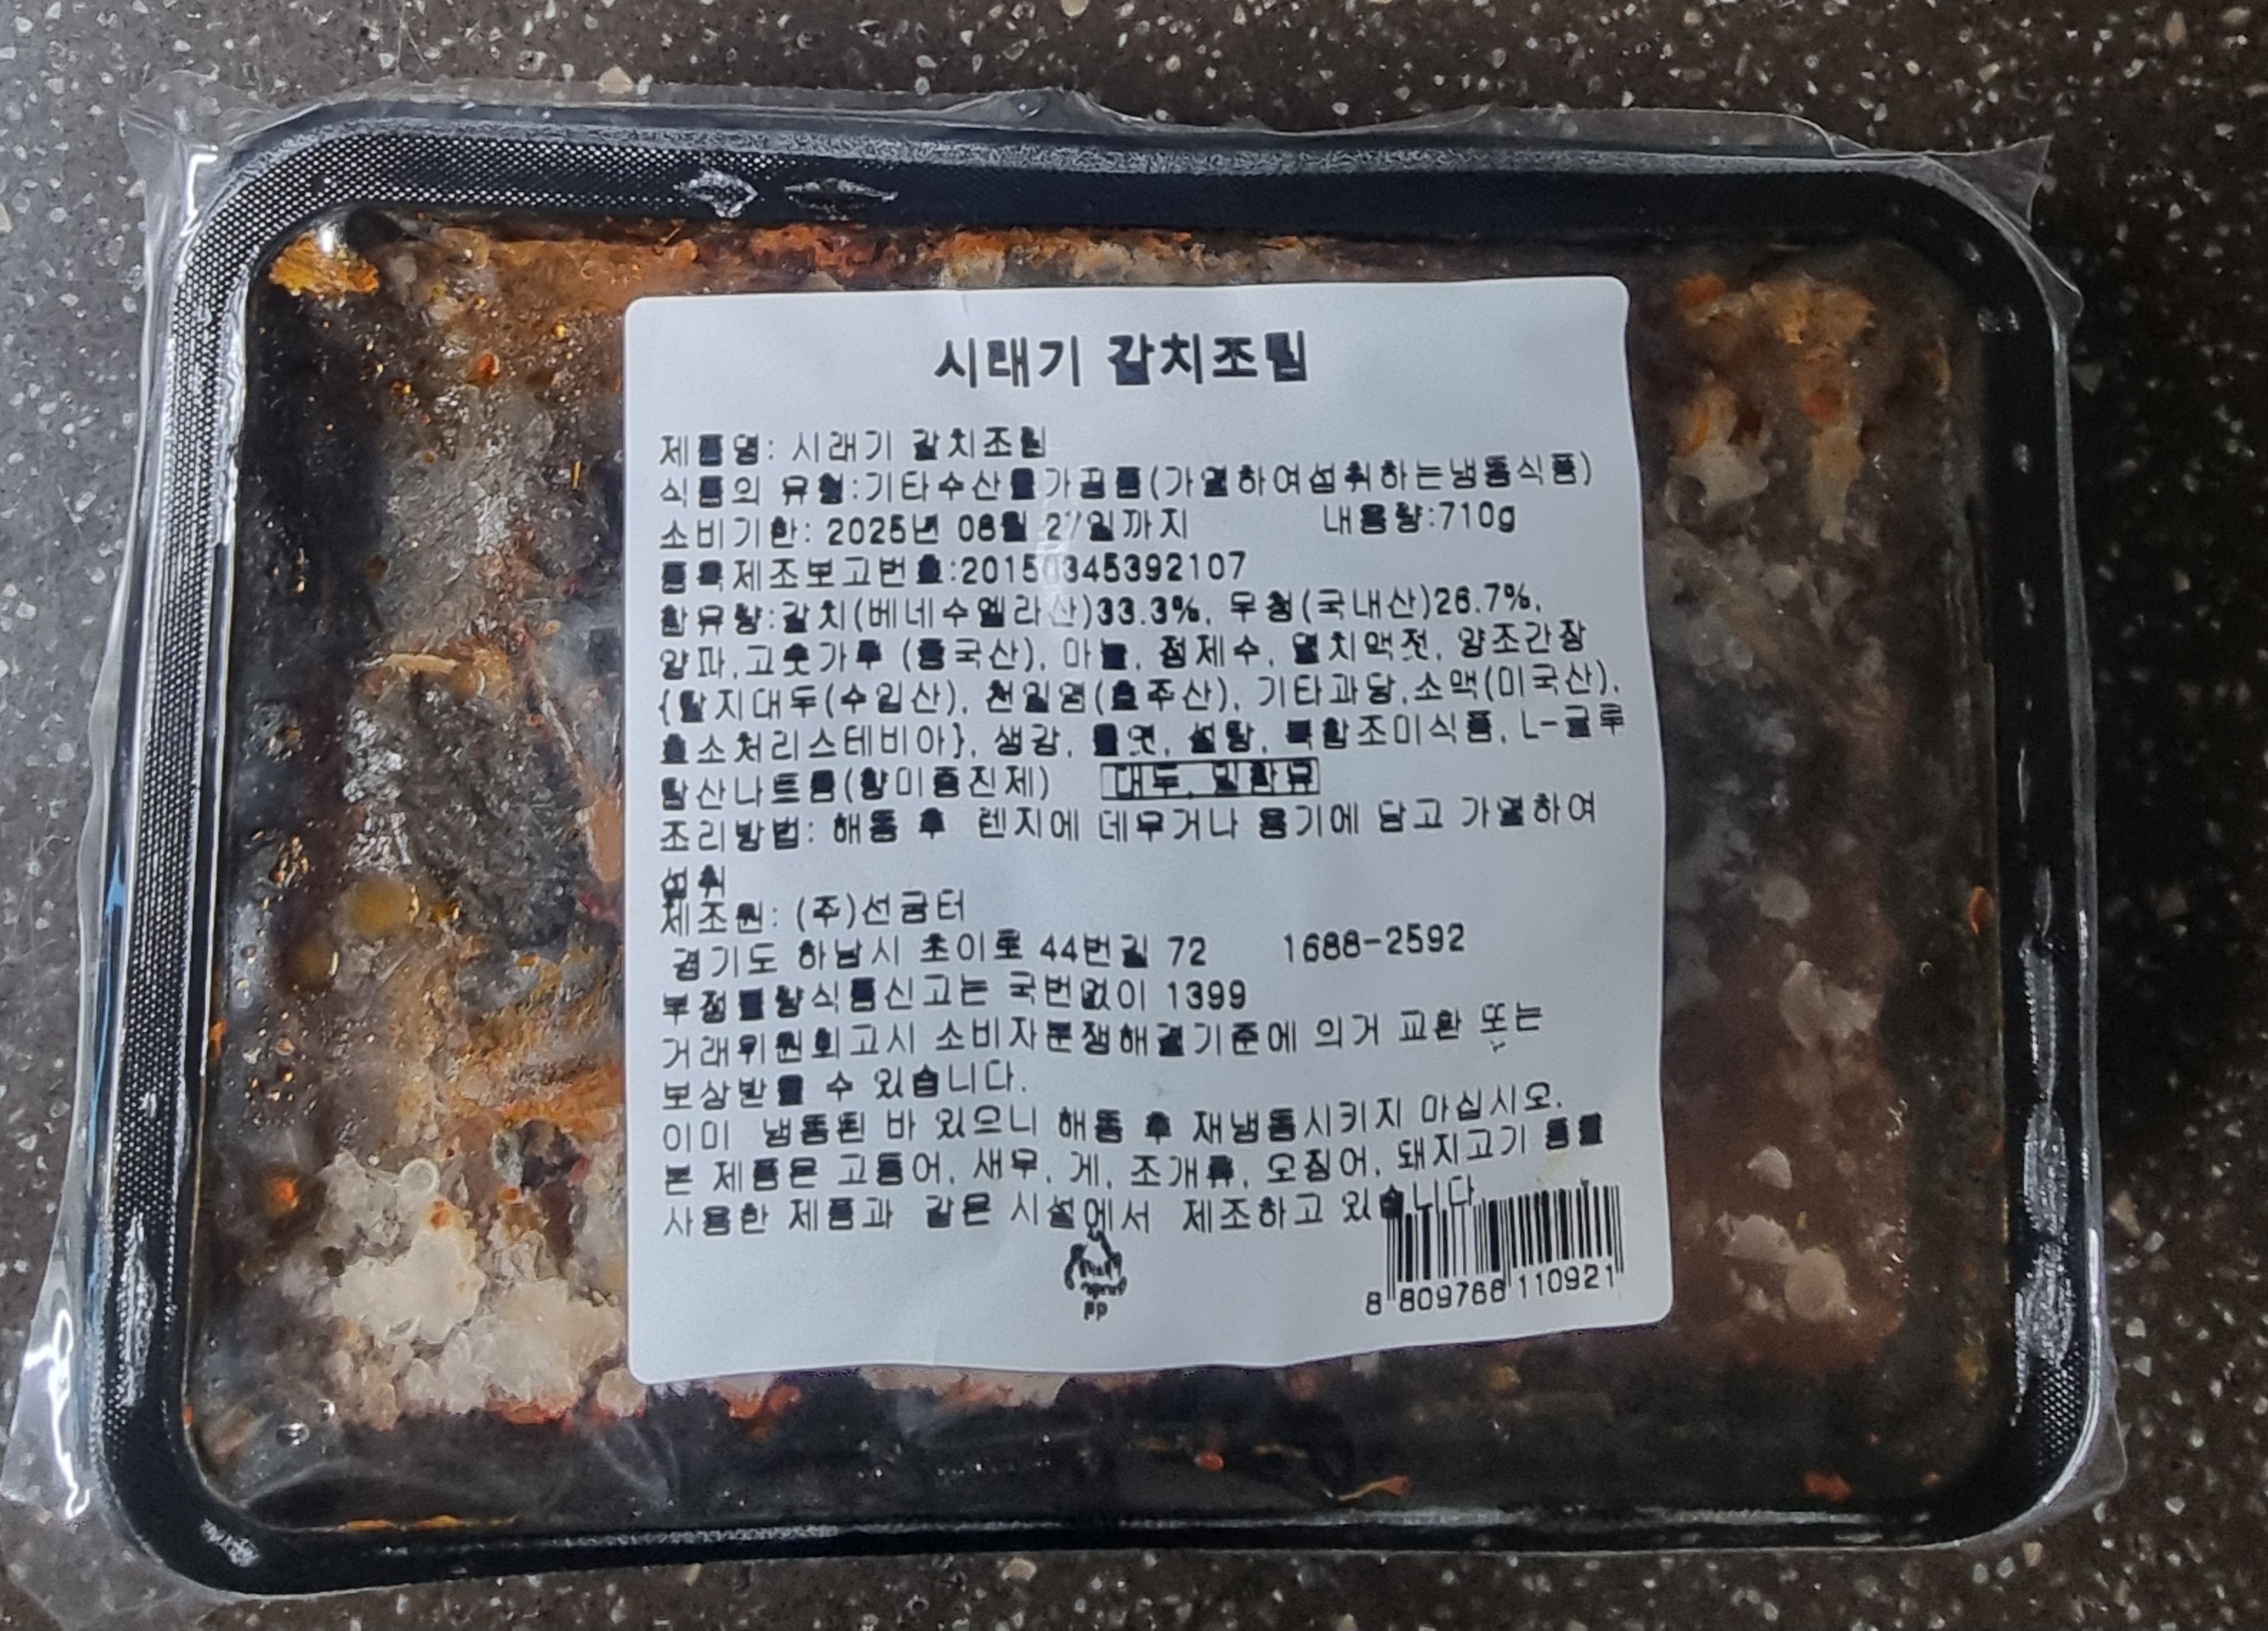 시래기 갈치조림
제품명: 시래기 갈치조림
식품의 유형:기타수산물가공품(가열하여섭취하는냉동식품)
소비기한: 2025년 08월 27일까지 내용량:710g
품목제조보고번호:20150345392107
함유량:갈치(베네수엘라산)33.3%, 무청(국내산)26.7%,
양파,고춧가루 (중국산), 마늘, 정제수, 멸치액젓, 양조간장
{탈지대두(수입산), 천일염(호주산), 기타과당,소맥(미국산),
효소처리스테비아}, 생강, 물엿, 설탕, 복합조미식품, L-글루
탐산나트륨(향미증진제) 대두, 밀함유
조리방법: 해동 후 렌지에 데우거나 용기에 담고 가열하여
섭취
제조원: (주)선굼터
경기도 하남시 초이로 44번길 72 1688-2592
부정불량식품신고는 국번없이 1399
거래위원회고시 소비자분쟁해결기준에 의거 교환 또는
보상받을 수 있습니다.
이미 냉동된 바 있으니 해동 후 재냉동시키지 마십시오.
본 제품은 고등어, 새우, 게, 조개류, 오징어, 돼지고기 등을
사용한 제품과 같은 시설에서 제조하고 있습니다.
PP
8 809768 110921